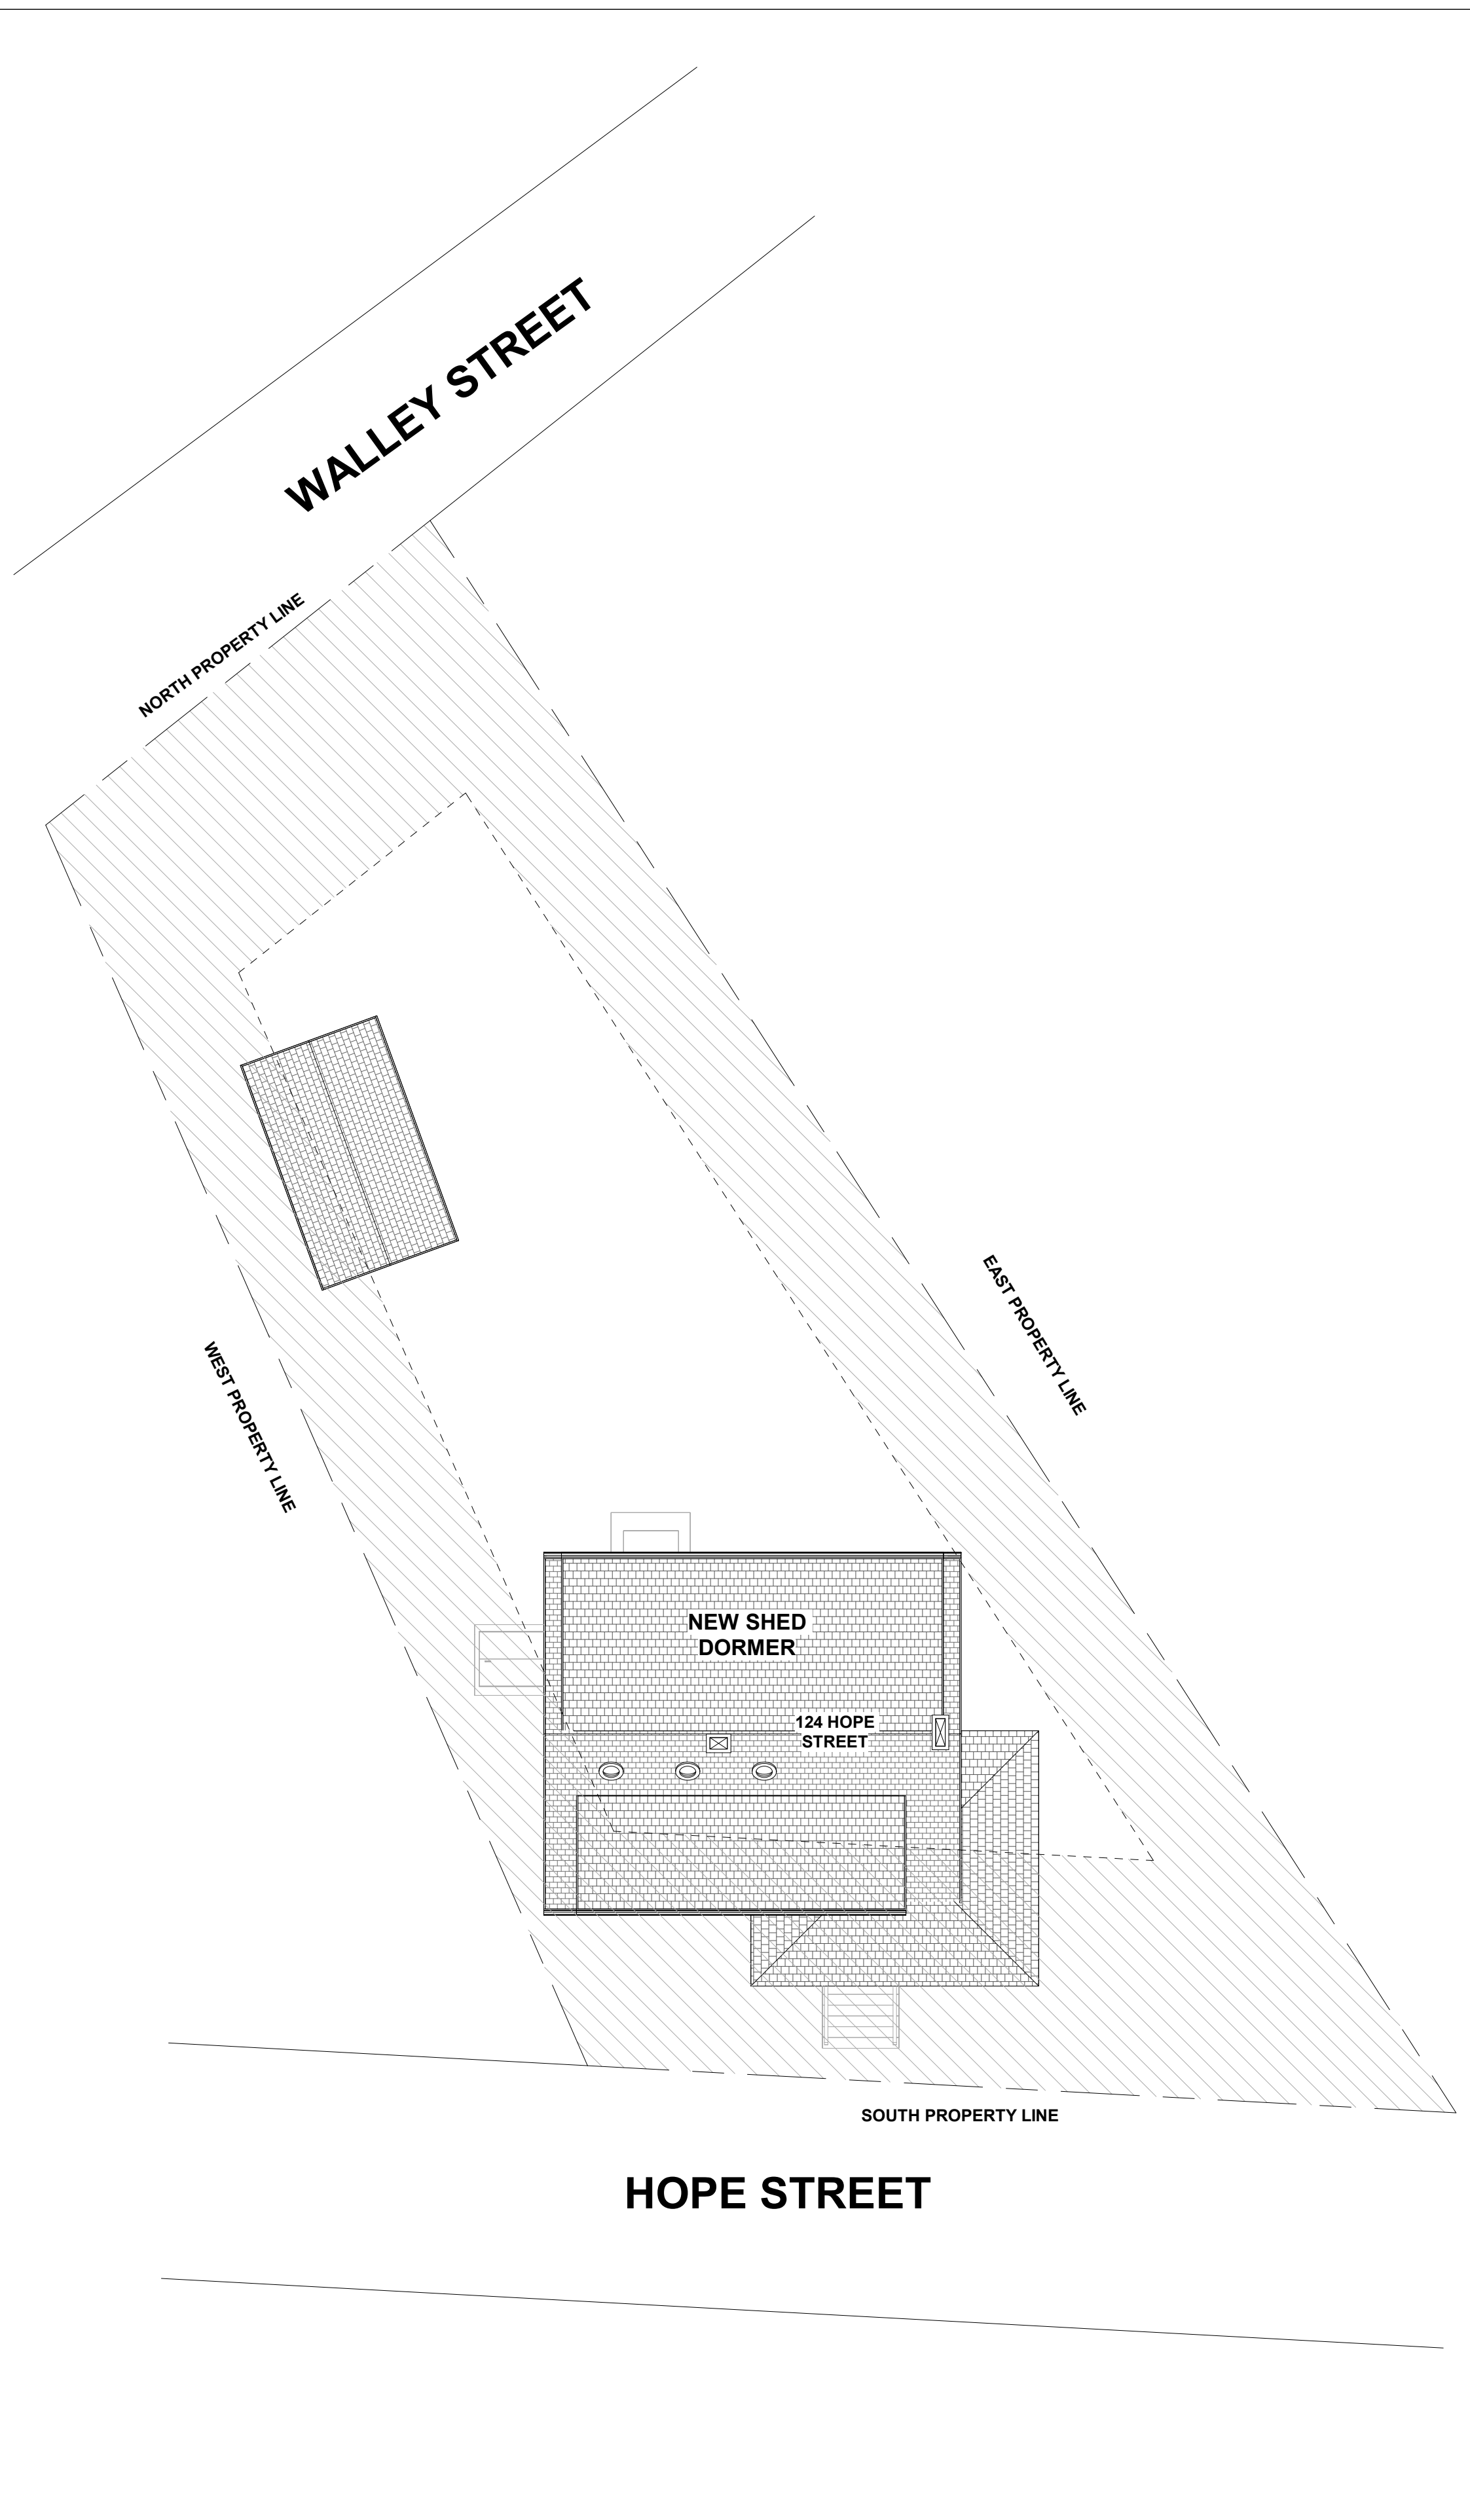 WALLEY STREET
NORTH PROPERTY LINE
EAST PROPERTY LINE
WEST PROPERTY LINE
NEW SHED
DORMER
124 HOPE
STREET
SOUTH PROPERTY LINE
HOPE STREET